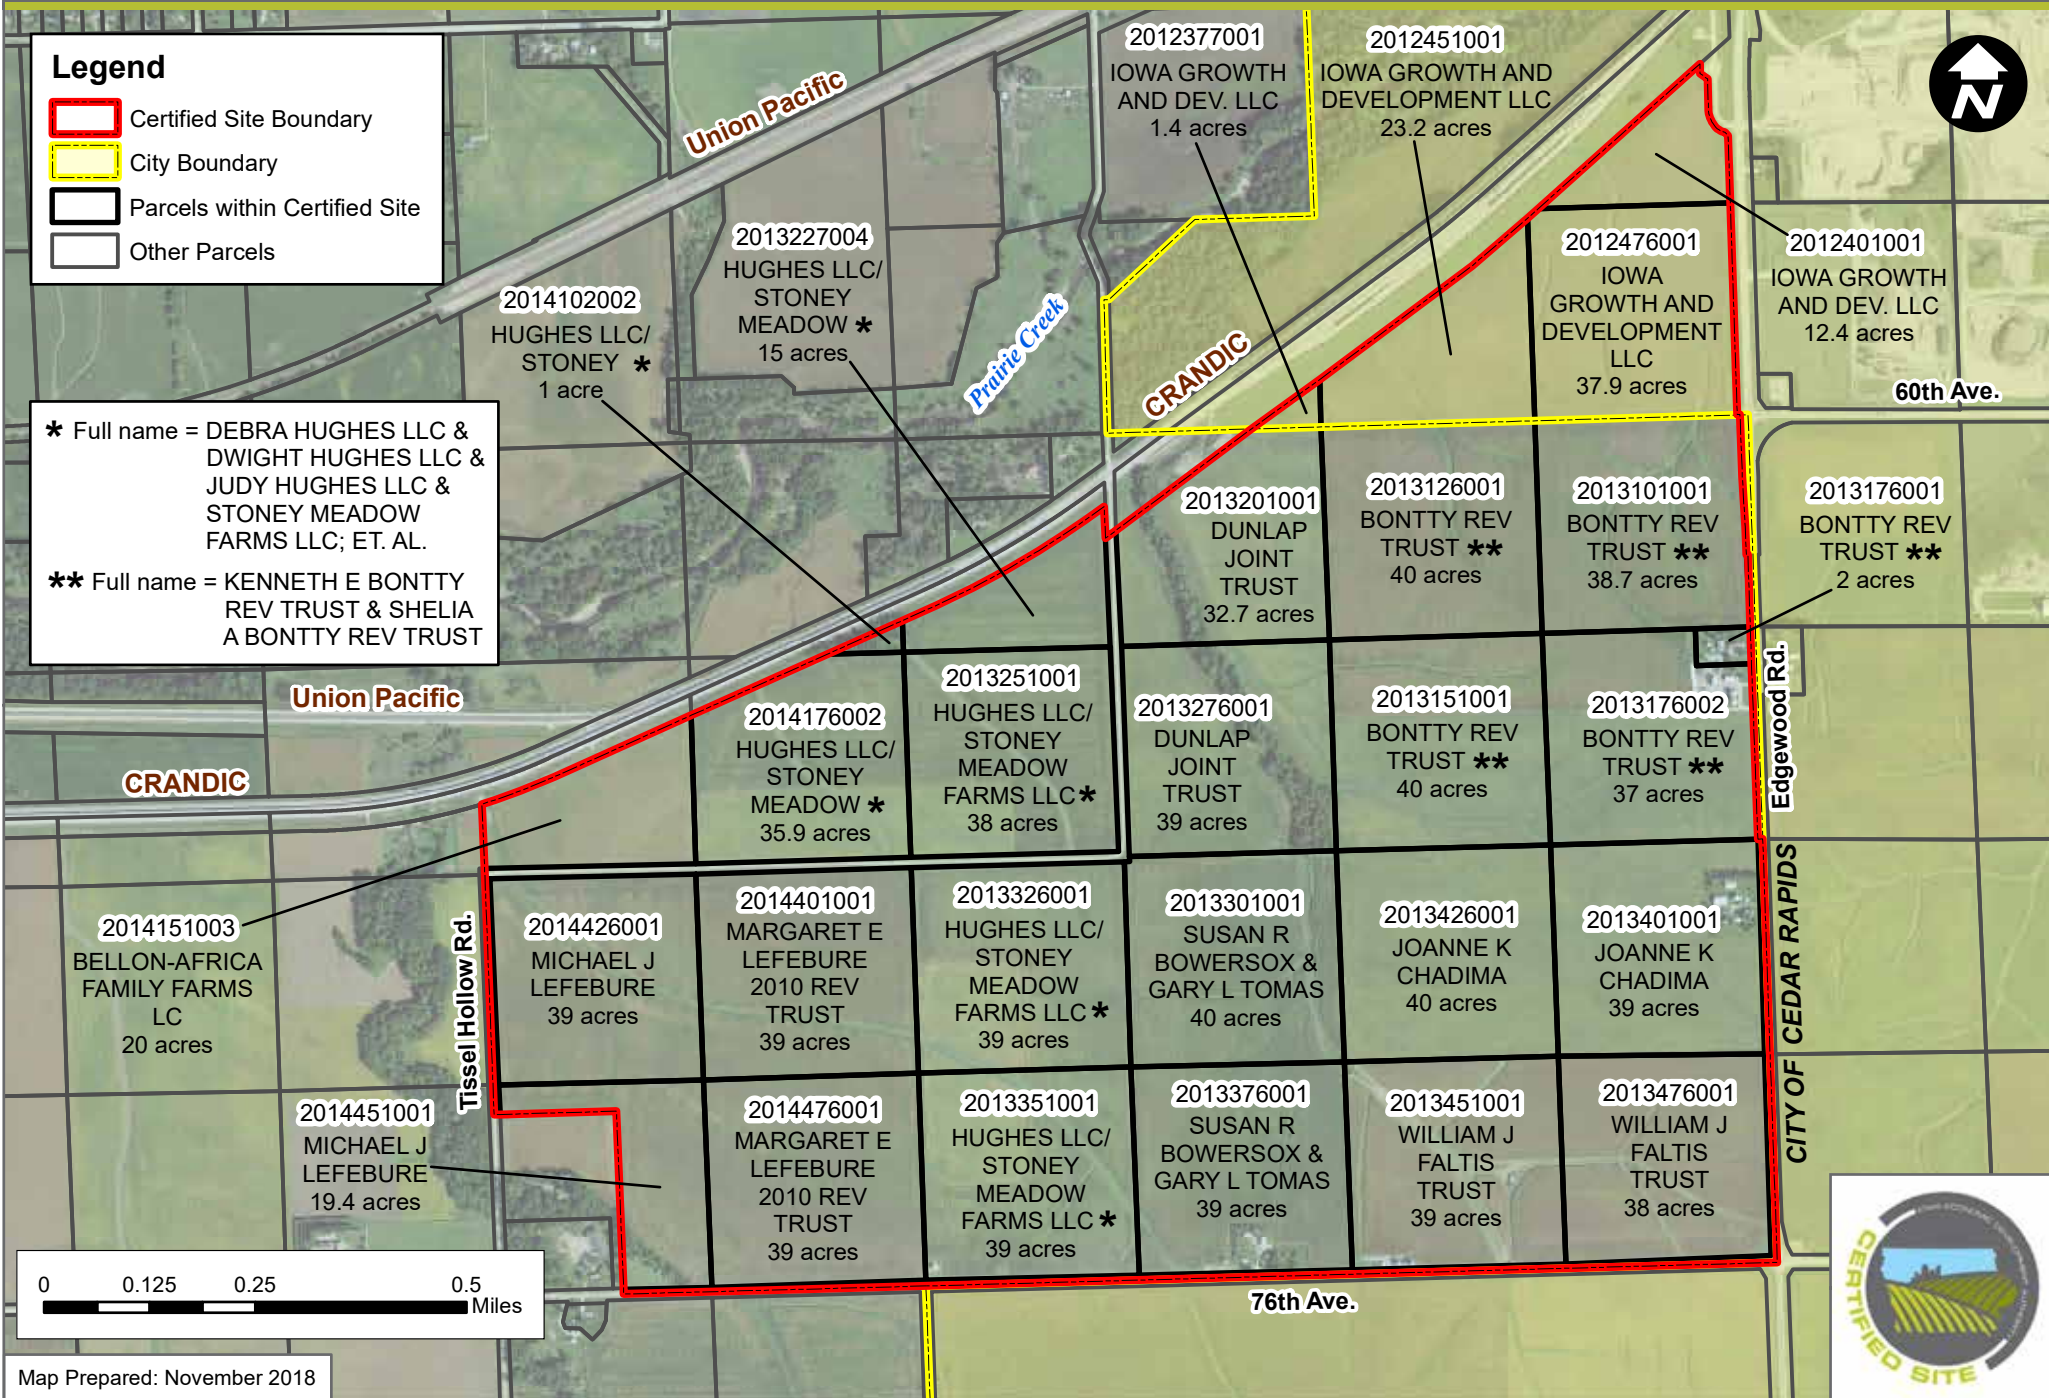 Legend
Certified Site Boundary
City Boundary
Parcels within Certified Site
Other Parcels
Union Pacific
2012377001
IOWA GROWTH
AND DEV. LLC
1.4 acres
2012451001
IOWA GROWTH AND
DEVELOPMENT LLC
23.2 acres
N
2014102002
HUGHES LLC/
STONEY *
1 acre
2013227004
HUGHES LLC/
STONEY
MEADOW *
15 acres
Prairie Creek
CRANDIC
2012476001
IOWA
GROWTH AND
DEVELOPMENT
LLC
37.9 acres
2012401001
IOWA GROWTH
AND DEV. LLC
12.4 acres
60th Ave.
* Full name = DEBRA HUGHES LLC &
DWIGHT HUGHES LLC &
JUDY HUGHES LLC &
STONEY MEADOW
FARMS LLC; ET. AL.
** Full name = KENNETH E BONTTY
REV TRUST & SHELIA
A BONTTY REV TRUST
2013201001
DUNLAP
JOINT
TRUST
32.7 acres
2013126001
BONTTY REV
TRUST **
40 acres
2013101001
BONTTY REV
TRUST **
38.7 acres
2013176001
BONTTY REV
TRUST **
2 acres
Union Pacific
CRANDIC
2014176002
HUGHES LLC/
STONEY
MEADOW *
35.9 acres
2013251001
HUGHES LLC/
STONEY
MEADOW
FARMS LLC *
38 acres
2013276001
DUNLAP
JOINT
TRUST
39 acres
2013151001
BONTTY REV
TRUST **
40 acres
2013176002
BONTTY REV
TRUST **
37 acres
Edgewood Rd.
2014151003
BELLON-AFRICA
FAMILY FARMS
LC
20 acres
Tissel Hollow Rd.
2014426001
MICHAEL J
LEFEBURE
39 acres
2014401001
MARGARET E
LEFEBURE
2010 REV
TRUST
39 acres
2013326001
HUGHES LLC/
STONEY
MEADOW
FARMS LLC *
39 acres
2013301001
SUSAN R
BOWERSOX &
GARY L TOMAS
40 acres
2013426001
JOANNE K
CHADIMA
40 acres
2013401001
JOANNE K
CHADIMA
39 acres
CITY OF CEDAR RAPIDS
2014451001
MICHAEL J
LEFEBURE
19.4 acres
2014476001
MARGARET E
LEFEBURE
2010 REV
TRUST
39 acres
2013351001
HUGHES LLC/
STONEY
MEADOW
FARMS LLC *
39 acres
2013376001
SUSAN R
BOWERSOX &
GARY L TOMAS
39 acres
2013451001
WILLIAM J
FALTIS
TRUST
39 acres
2013476001
WILLIAM J
FALTIS
TRUST
38 acres
76th Ave.
0 0.125 0.25 0.5
Miles
Map Prepared: November 2018
CERTIFIED SITE